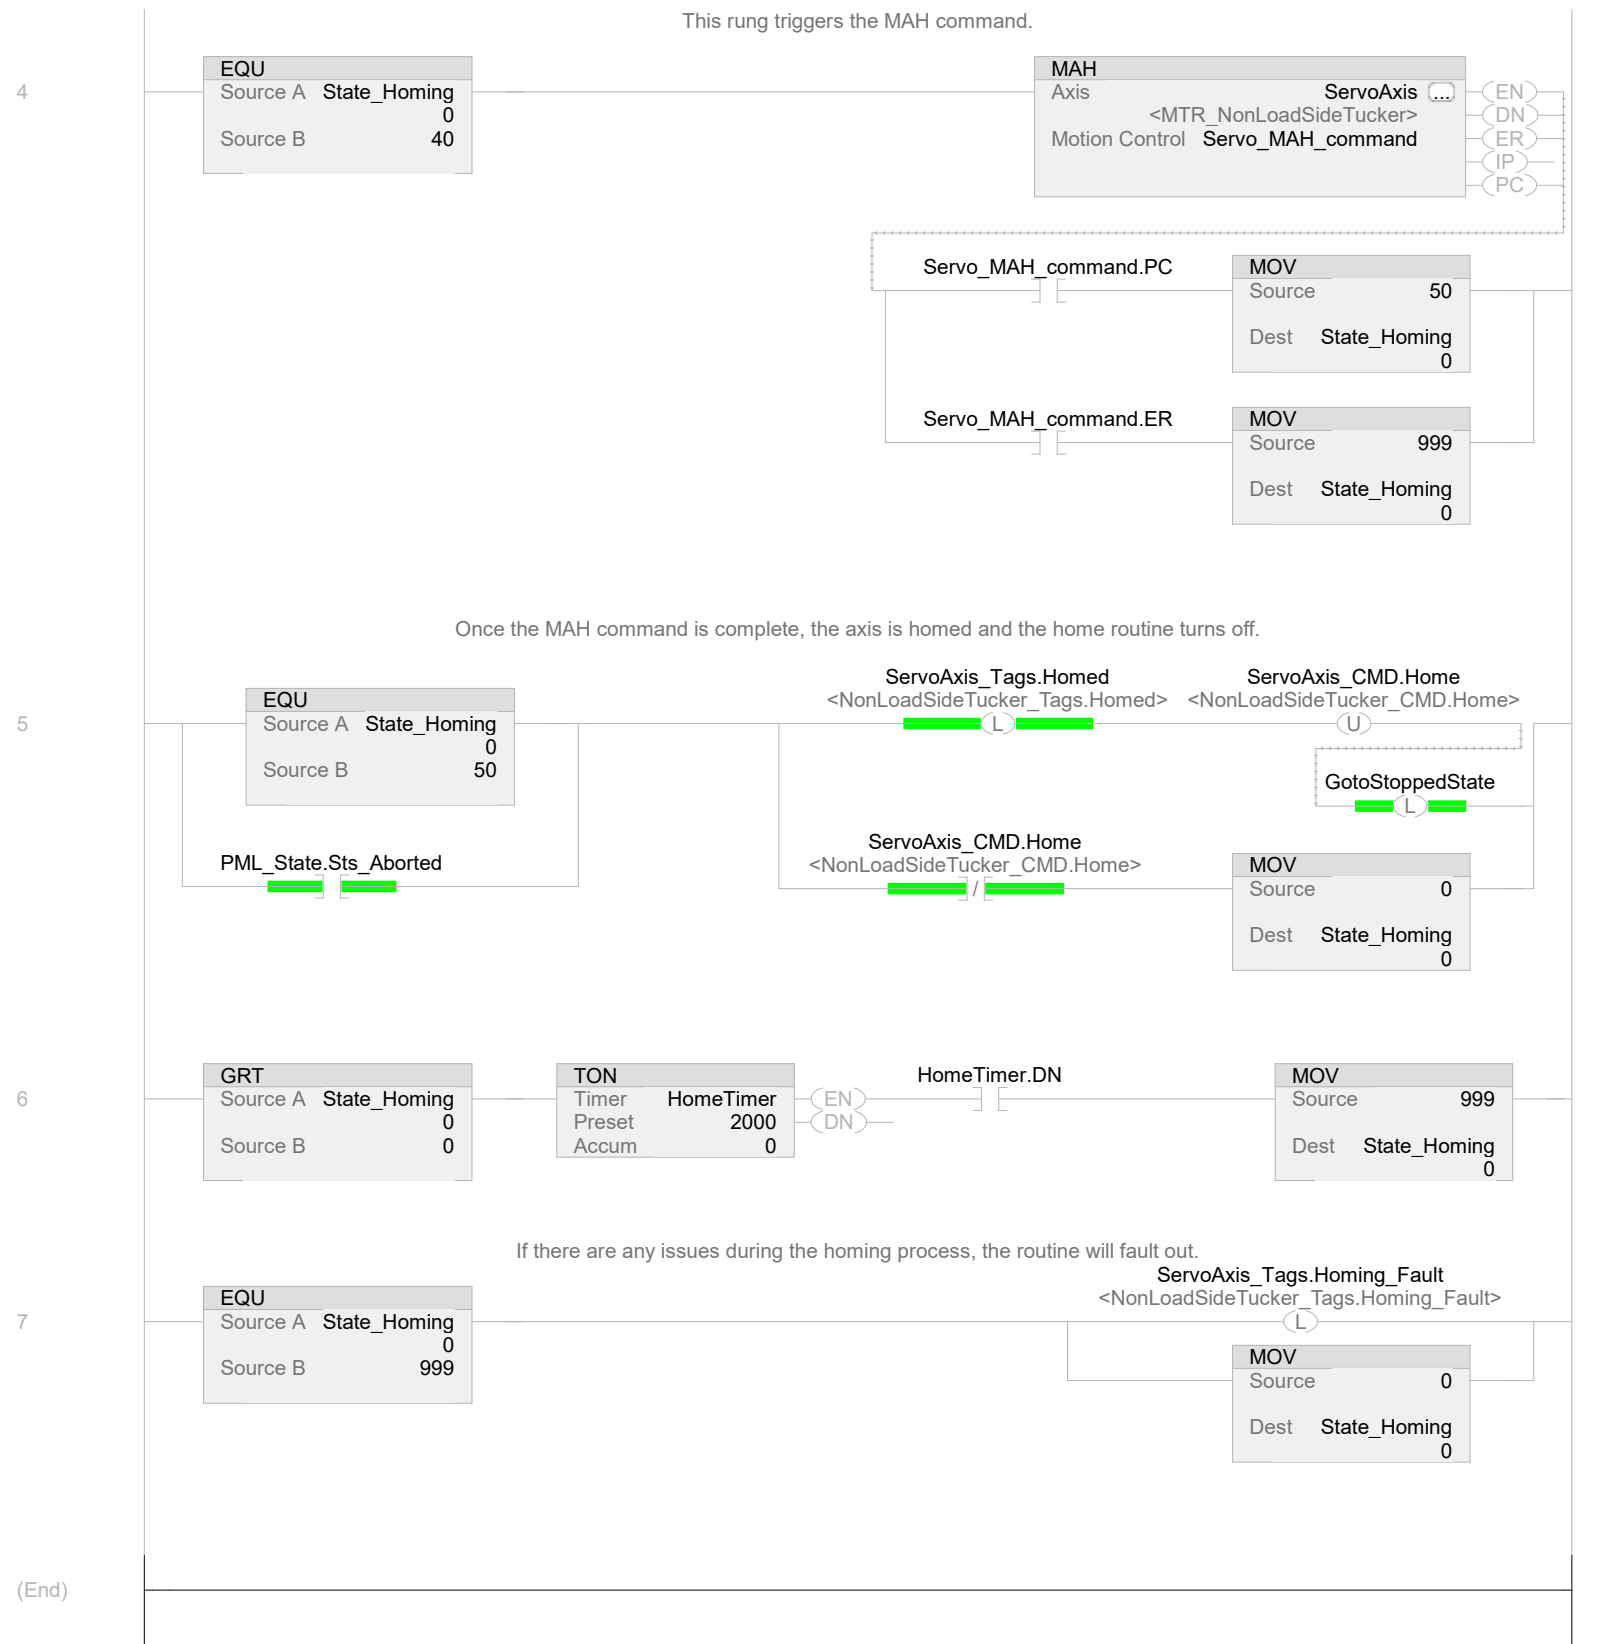 This rung triggers the MAH command.
4
EQU
Source A State_Homing
0
Source B 40
MAH
Axis ServoAxis ...
<MTR_NonLoadSideTucker>
Motion Control Servo_MAH_command
EN
DN
ER
IP
PC
Servo_MAH_command.PC
MOV
Source 50
Dest State_Homing
0
Servo_MAH_command.ER
MOV
Source 999
Dest State_Homing
0
Once the MAH command is complete, the axis is homed and the home routine turns off.
5
EQU
Source A State_Homing
0
Source B 50
PML_State.Sts_Aborted
ServoAxis_Tags.Homed
<NonLoadSideTucker_Tags.Homed>
L
ServoAxis_CMD.Home
<NonLoadSideTucker_CMD.Home>
U
GotoStoppedState
L
ServoAxis_CMD.Home
<NonLoadSideTucker_CMD.Home>
/
MOV
Source 0
Dest State_Homing
0
6
GRT
Source A State_Homing
0
Source B 0
TON
Timer HomeTimer
Preset 2000
Accum 0
EN
DN
HomeTimer.DN
MOV
Source 999
Dest State_Homing
0
If there are any issues during the homing process, the routine will fault out.
7
EQU
Source A State_Homing
0
Source B 999
ServoAxis_Tags.Homing_Fault
<NonLoadSideTucker_Tags.Homing_Fault>
L
MOV
Source 0
Dest State_Homing
0
(End)